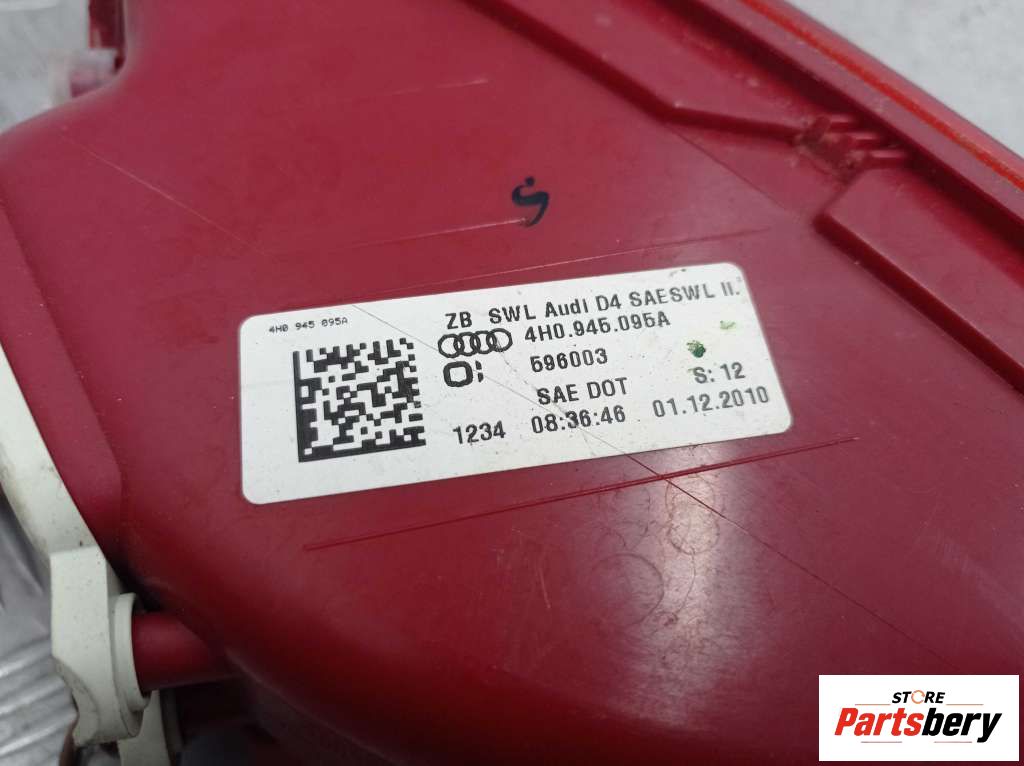 4H0 945 095A
ZB SWL Audi D4 SAESWL II.
4H0.945.095A
596003
SAE DOT S: 12
1234 08:36:46 01.12.2010
STORE
Partsbery